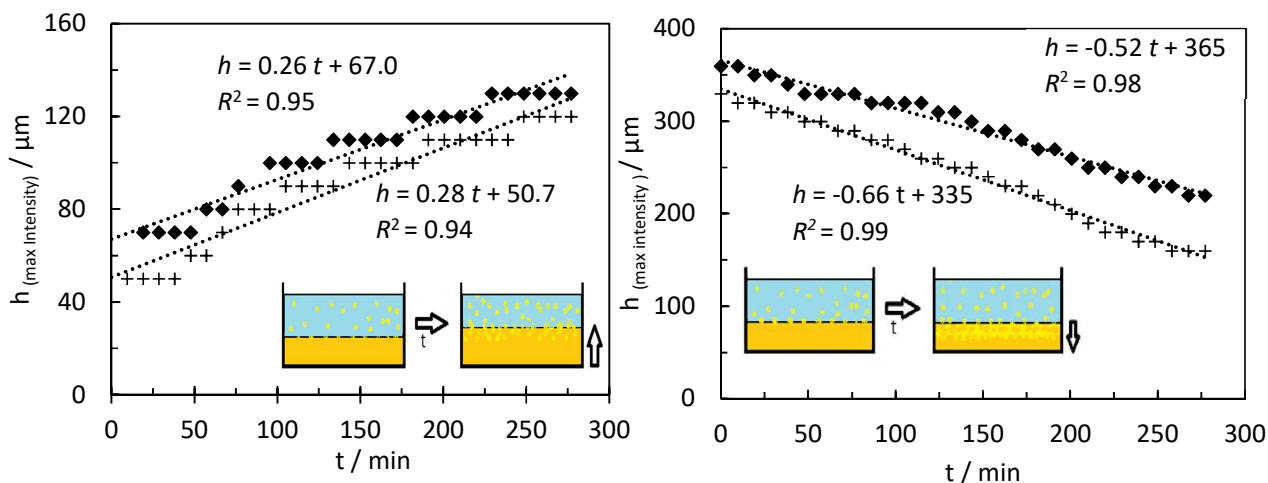 h (max Intensity) / µm
160
120
80
40
0
h = 0.26 t + 67.0
R² = 0.95
h = 0.28 t + 50.7
R² = 0.94
t
0 50 100 150 200 250 300
t / min
h (max intensity ) / µm
400
300
200
100
0
h = -0.52 t + 365
R² = 0.98
h = -0.66 t + 335
R² = 0.99
t
0 50 100 150 200 250 300
t / min